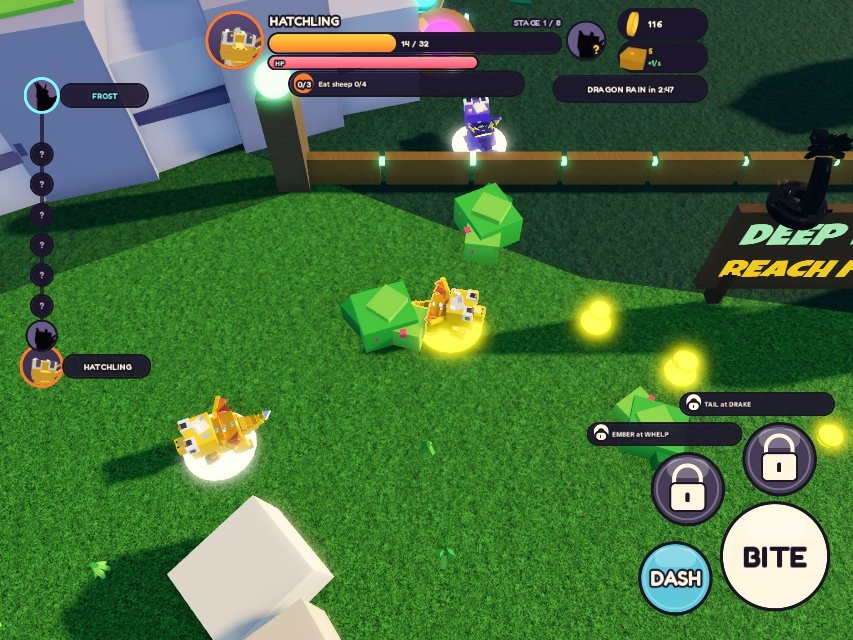 HATCHLING
STAGE 1 / 8
14 / 32
HP
0/3 Eat sheep 0/4
?
116
5
+1/s
DRAGON RAIN in 2:47
FROST
?
?
?
?
?
?
HATCHLING
DEEP
REACH
TAIL at DRAKE
EMBER at WHELP
BITE
DASH